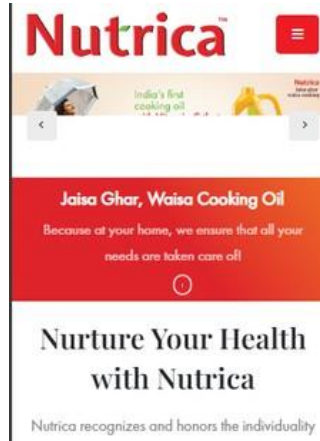 Nutrica™
India's first
cooking oil
Nutrica
Jaisa Ghar, Waisa Cooking Oil
Because at your home, we ensure that all your
needs are taken care of!
Nurture Your Health
with Nutrica
Nutrica recognizes and honors the individuality